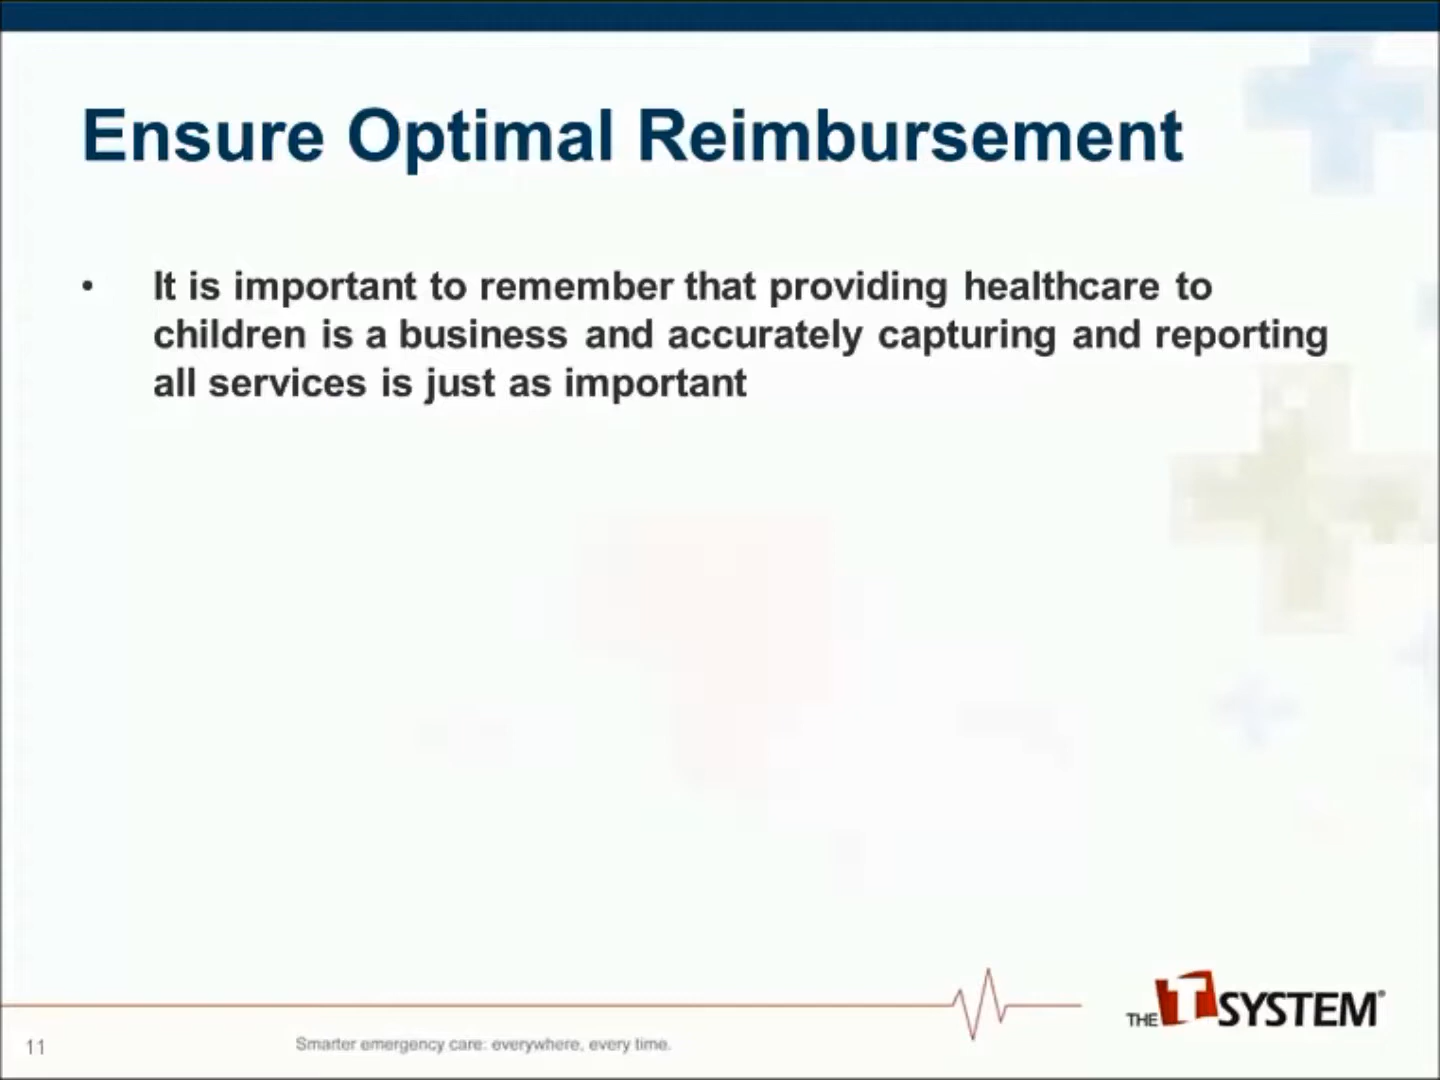 Ensure Optimal Reimbursement
• It is important to remember that providing healthcare to
children is a business and accurately capturing and reporting
all services is just as important
THE T SYSTEM®
11
Smarter emergency care: everywhere, every time.